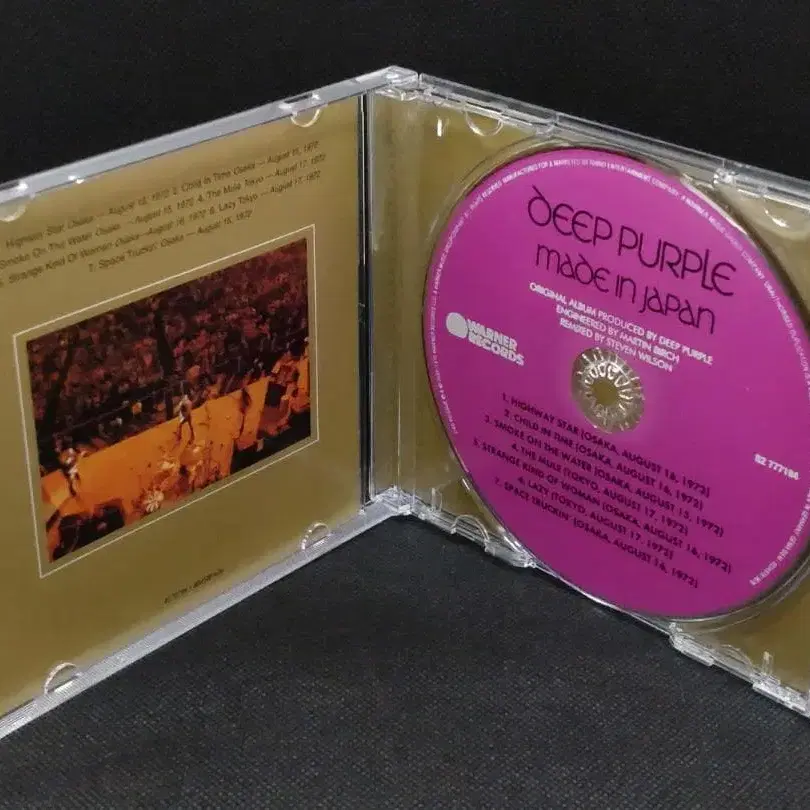 Highway Star Osaka — August 16, 1972 2. Child In Time Osaka — August 16, 1972
Smoke On The Water Osaka — August 15, 1972 4. The Mule Tokyo — August 17, 1972
Strange Kind Of Woman Osaka — August 16, 1972 6. Lazy Tokyo — August 17, 1972
7. Space Truckin' Osaka — August 16, 1972
DEEP PURPLE
made in Japan
ORIGINAL ALBUM PRODUCED BY DEEP PURPLE
ENGINEERED BY MARTIN BIRCH
REMIXED BY STEVEN WILSON
WARNER
RECORDS
1. HIGHWAY STAR (OSAKA, AUGUST 16, 1972)
2. CHILD IN TIME (OSAKA, AUGUST 16, 1972)
3. SMOKE ON THE WATER (OSAKA, AUGUST 15, 1972)
4. THE MULE (TOKYO, AUGUST 17, 1972)
5. STRANGE KIND OF WOMAN (OSAKA, AUGUST 16, 1972)
6. LAZY (TOKYO, AUGUST 17, 1972)
7. SPACE TRUCKIN' (OSAKA, AUGUST 16, 1972)